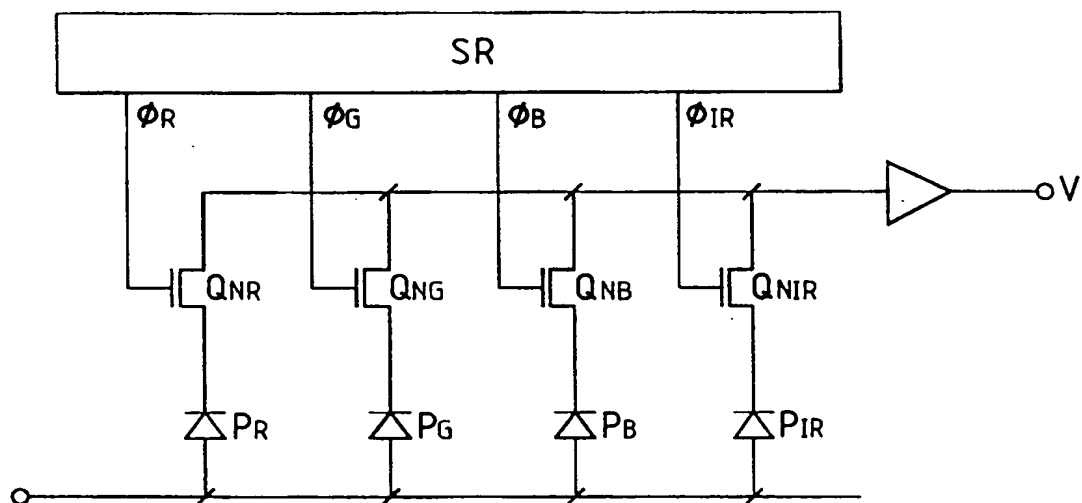 SR
ϕR ϕG ϕB ϕIR
V
QNR QNG QNB QNIR
PR PG PB PIR